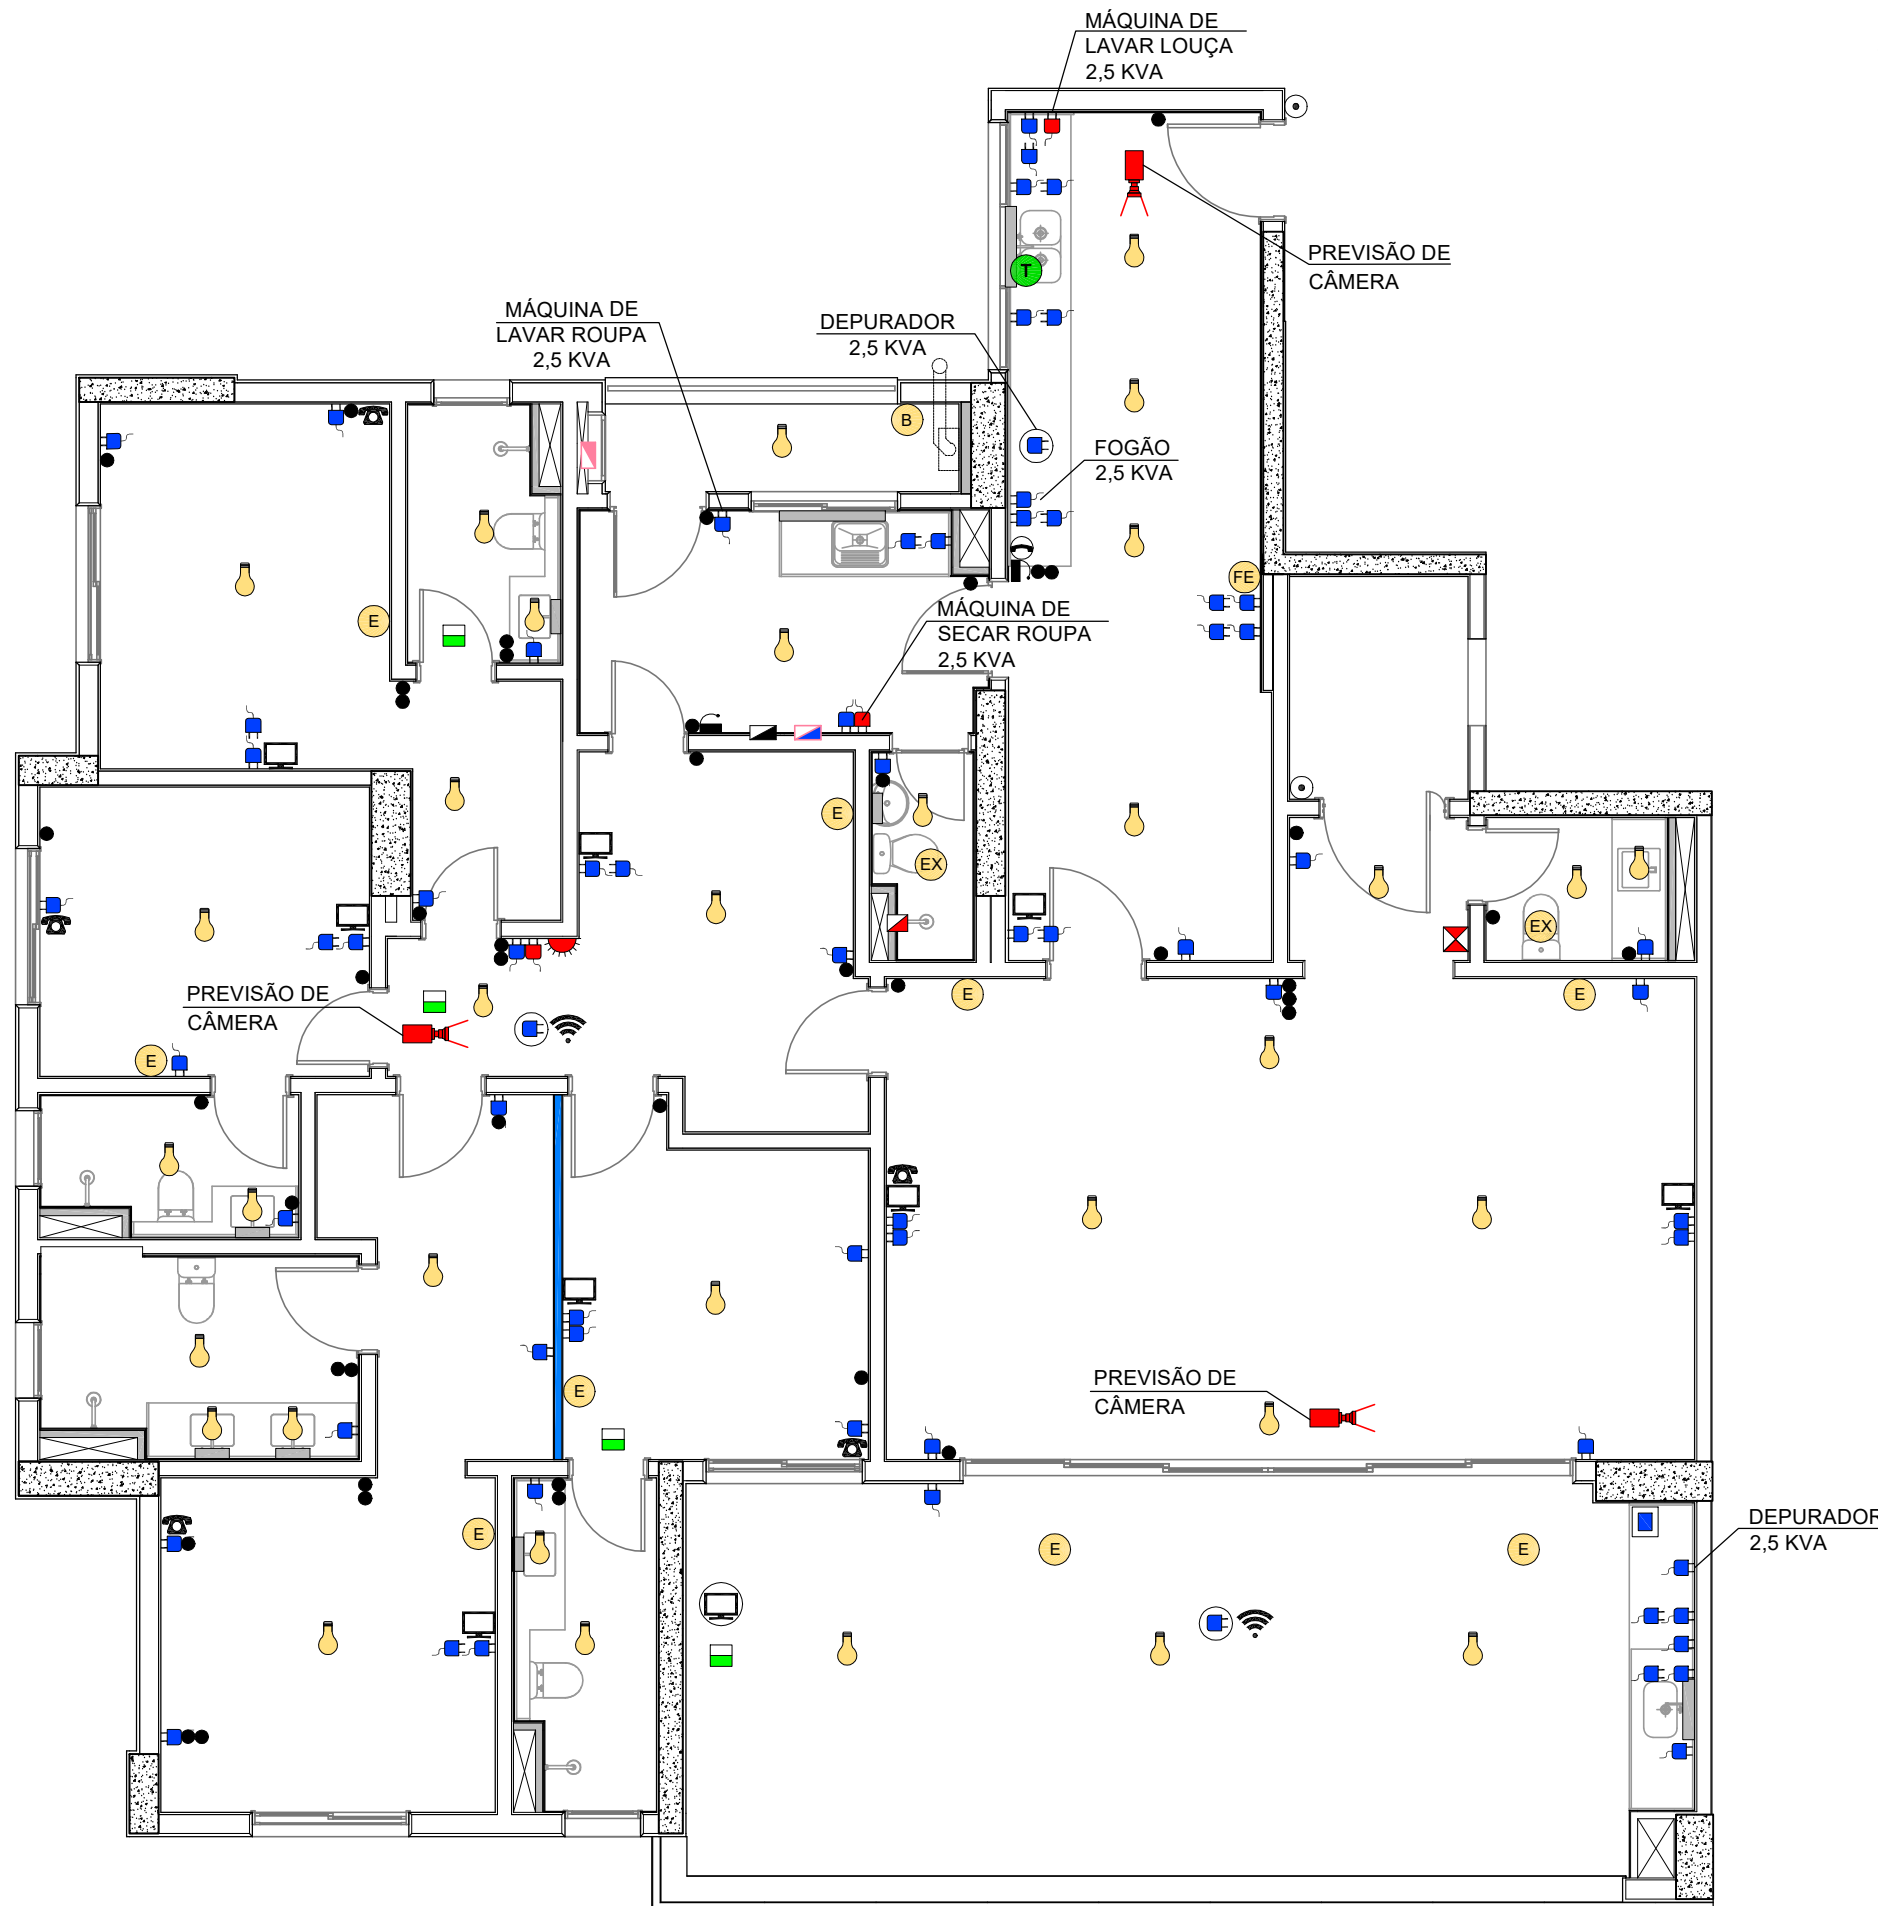 MÁQUINA DE
LAVAR LOUÇA
2,5 KVA
PREVISÃO DE
CÂMERA
T
MÁQUINA DE
LAVAR ROUPA
2,5 KVA
DEPURADOR
2,5 KVA
B
FOGÃO
2,5 KVA
FE
E
MÁQUINA DE
SECAR ROUPA
2,5 KVA
E
EX
EX
PREVISÃO DE
CÂMERA
E
E
E
PREVISÃO DE
CÂMERA
E
E
E
E
DEPURADOR
2,5 KVA